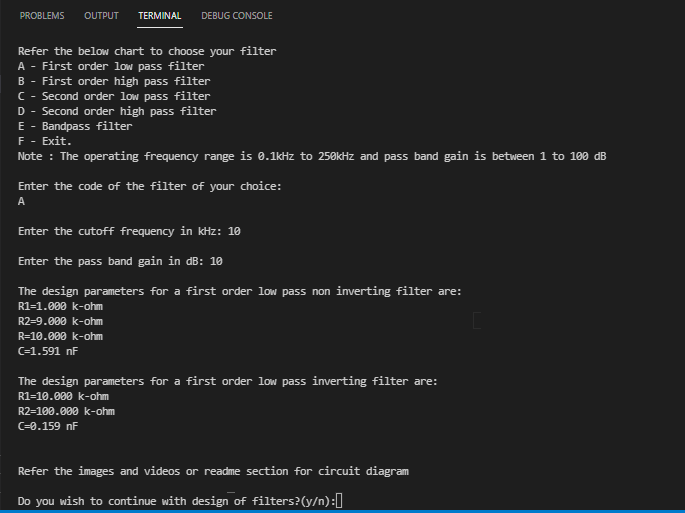 PROBLEMS OUTPUT TERMINAL DEBUG CONSOLE
Refer the below chart to choose your filter
A - First order low pass filter
B - First order high pass filter
C - Second order low pass filter
D - Second order high pass filter
E - Bandpass filter
F - Exit.
Note : The operating frequency range is 0.1kHz to 250kHz and pass band gain is between 1 to 100 dB
Enter the code of the filter of your choice:
A
Enter the cutoff frequency in kHz: 10
Enter the pass band gain in dB: 10
The design parameters for a first order low pass non inverting filter are:
R1=1.000 k-ohm
R2=9.000 k-ohm
R=10.000 k-ohm
C=1.591 nF
The design parameters for a first order low pass inverting filter are:
R1=10.000 k-ohm
R2=100.000 k-ohm
C=0.159 nF
Refer the images and videos or readme section for circuit diagram
Do you wish to continue with design of filters?(y/n):